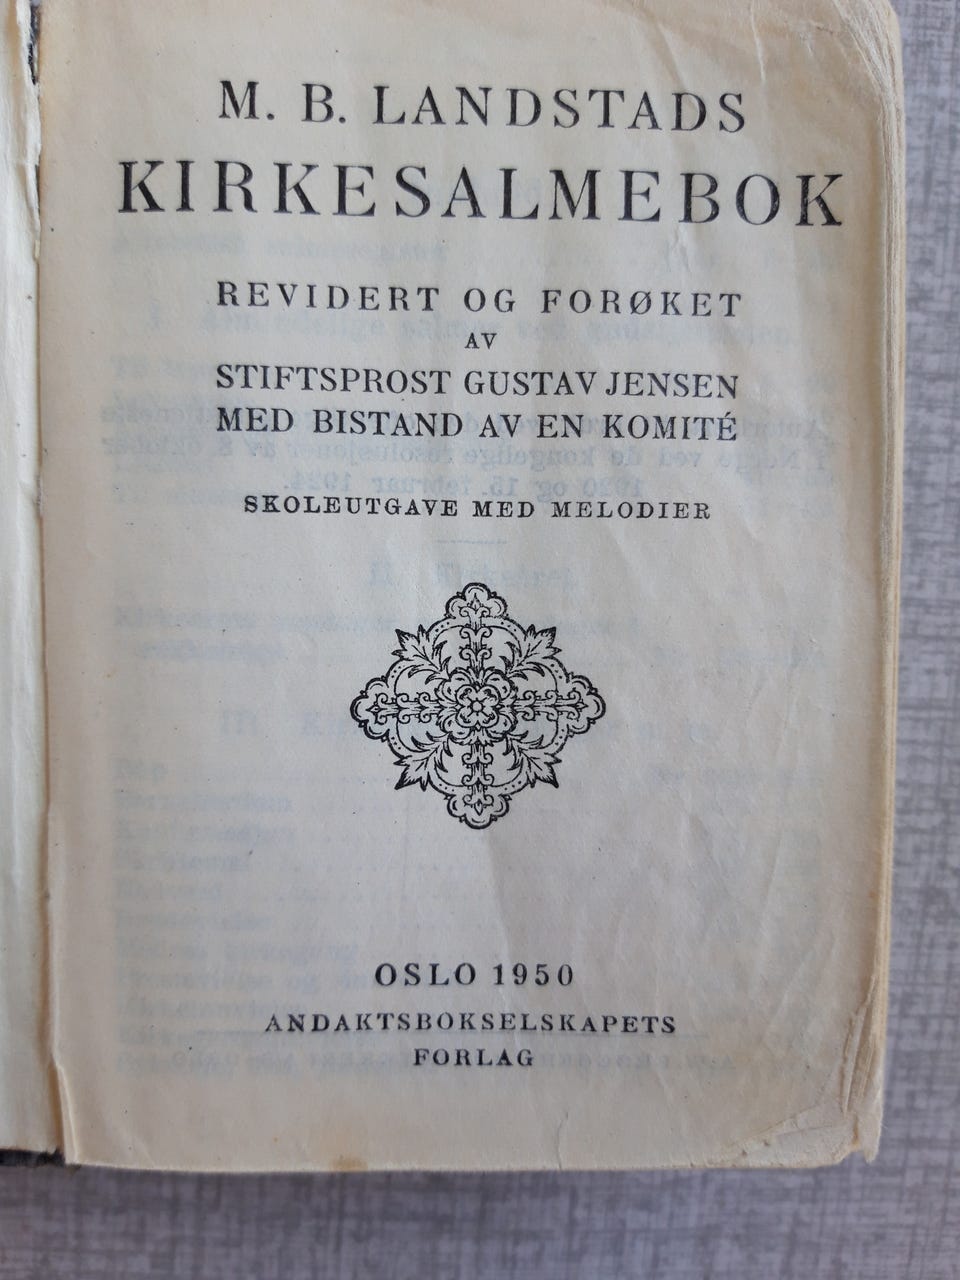 M. B. LANDSTADS
KIRKESALMEBOK
REVIDERT OG FORØKET
AV
STIFTSPROST GUSTAV JENSEN
MED BISTAND AV EN KOMITÉ
SKOLEUTGAVE MED MELODIER
OSLO 1950
ANDAKTSBOKSELSKAPETS
FORLAG